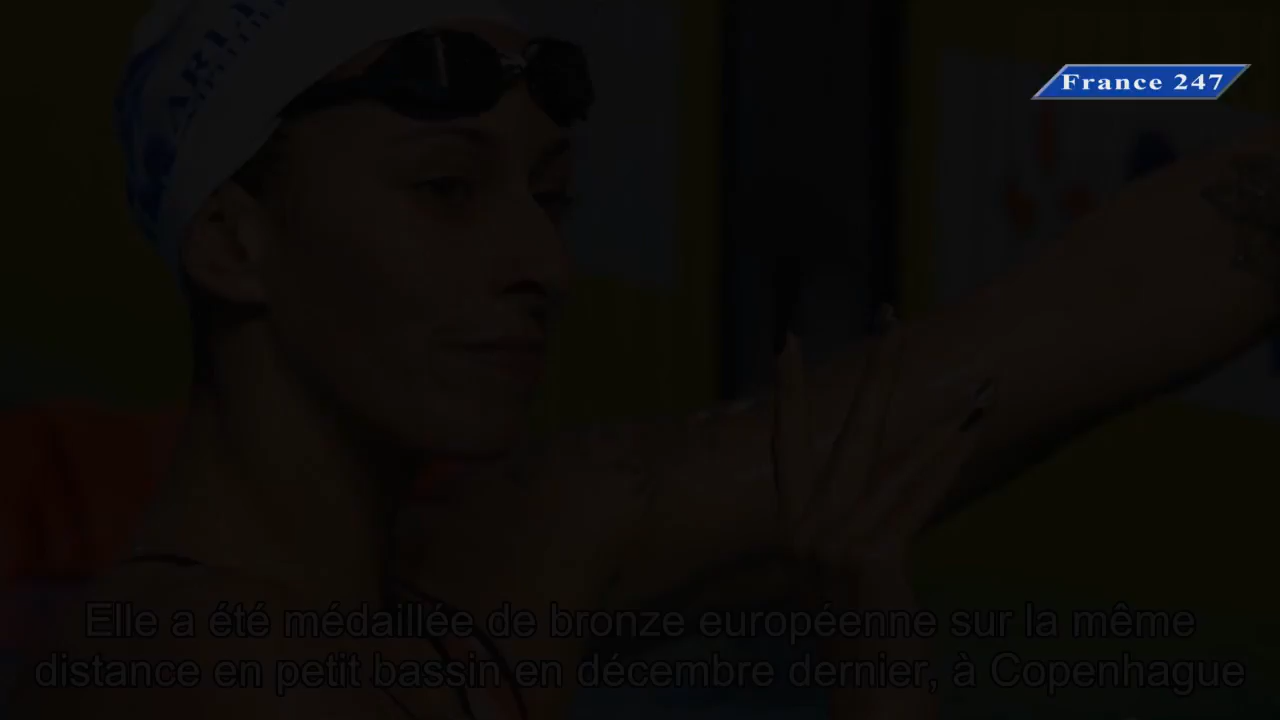 France 247
Elle a été médaillée de bronze européenne sur la même
distance en petit bassin en décembre dernier, à Copenhague